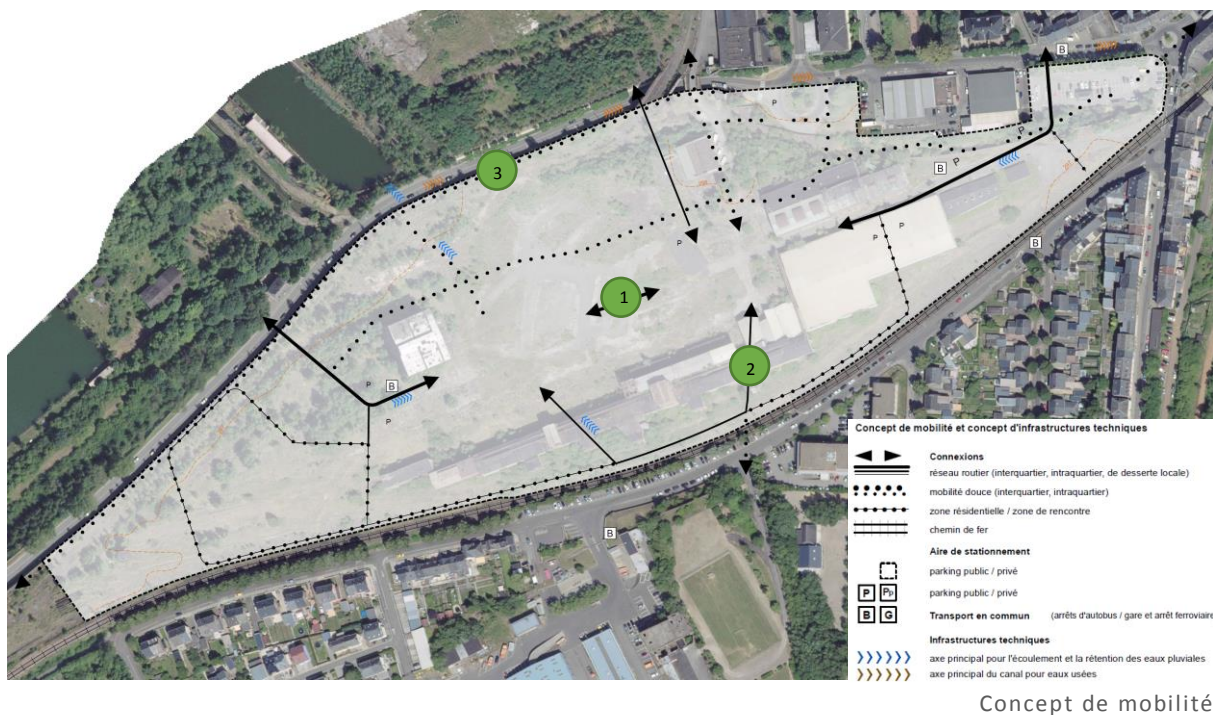 B
P
P
B
P
B
3
P
P
P
1
2
P
B
P
B
Concept de mobilité et concept d'infrastructures techniques
Connexions
réseau routier (interquartier, intraquartier, de desserte locale)
mobilité douce (interquartier, intraquartier)
zone résidentielle / zone de rencontre
chemin de fer
Aire de stationnement
parking public / privé
P Pp parking public / privé
B G Transport en commun (arrêts d'autobus / gare et arrêt ferroviaire
Infrastructures techniques
axe principal pour l'écoulement et la rétention des eaux pluviales
axe principal du canal pour eaux usées
Concept de mobilité